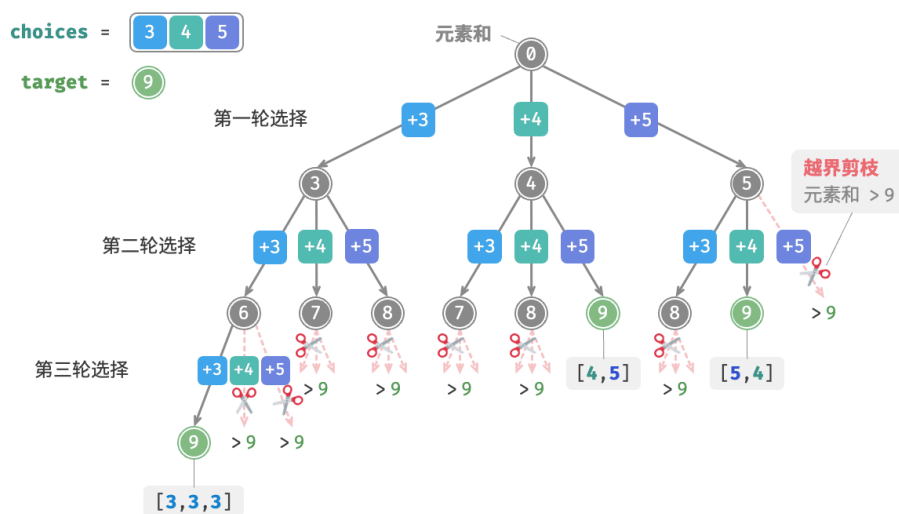 choices = 3 4 5
target = 9
元素和
0
第一轮选择
+3 +4 +5
越界剪枝
元素和 > 9
3 4 5
第二轮选择
+3 +4 +5 +3 +4 +5 +3 +4 +5
6 7 8 7 8 9 8 9 > 9
第三轮选择
+3 +4 +5
> 9 > 9 > 9 > 9 > 9
[4,5] [5,4]
9 > 9 > 9
[3,3,3]